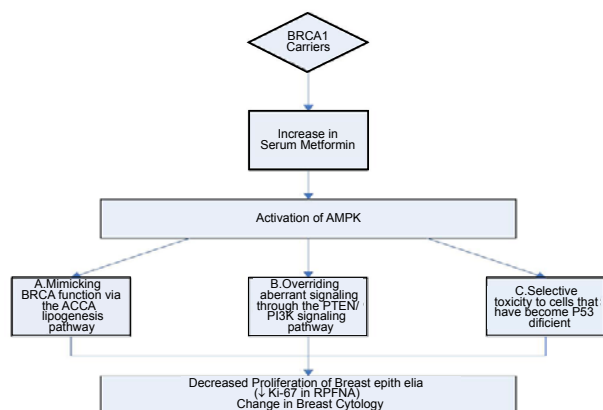 BRCA1
Carriers
Increase in
Serum Metformin
Activation of AMPK
A.Mimicking
BRCA function via
the ACCA
lipogenesis
pathway
B.Overriding
aberrant signaling
through the PTEN/
PI3K signaling
pathway
C.Selective
toxicity to cells that
have become P53
dificient
Decreased Proliferation of Breast epith elia
(↓ Ki-67 in RPFNA)
Change in Breast Cytology